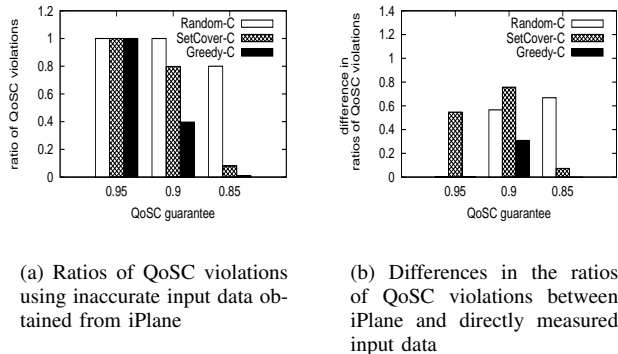 ratio of QoSC violations
1.2
1
0.8
0.6
0.4
0.2
0
0.95
0.9
0.85
QoSC guarantee
Random-C
SetCover-C
Greedy-C
difference in
ratios of QoSC violations
1.4
1.2
1
0.8
0.6
0.4
0.2
0
0.95
0.9
0.85
QoSC guarantee
Random-C
SetCover-C
Greedy-C
(a) Ratios of QoSC violations
using inaccurate input data ob-
tained from iPlane
(b) Differences in the ratios
of QoSC violations between
iPlane and directly measured
input data